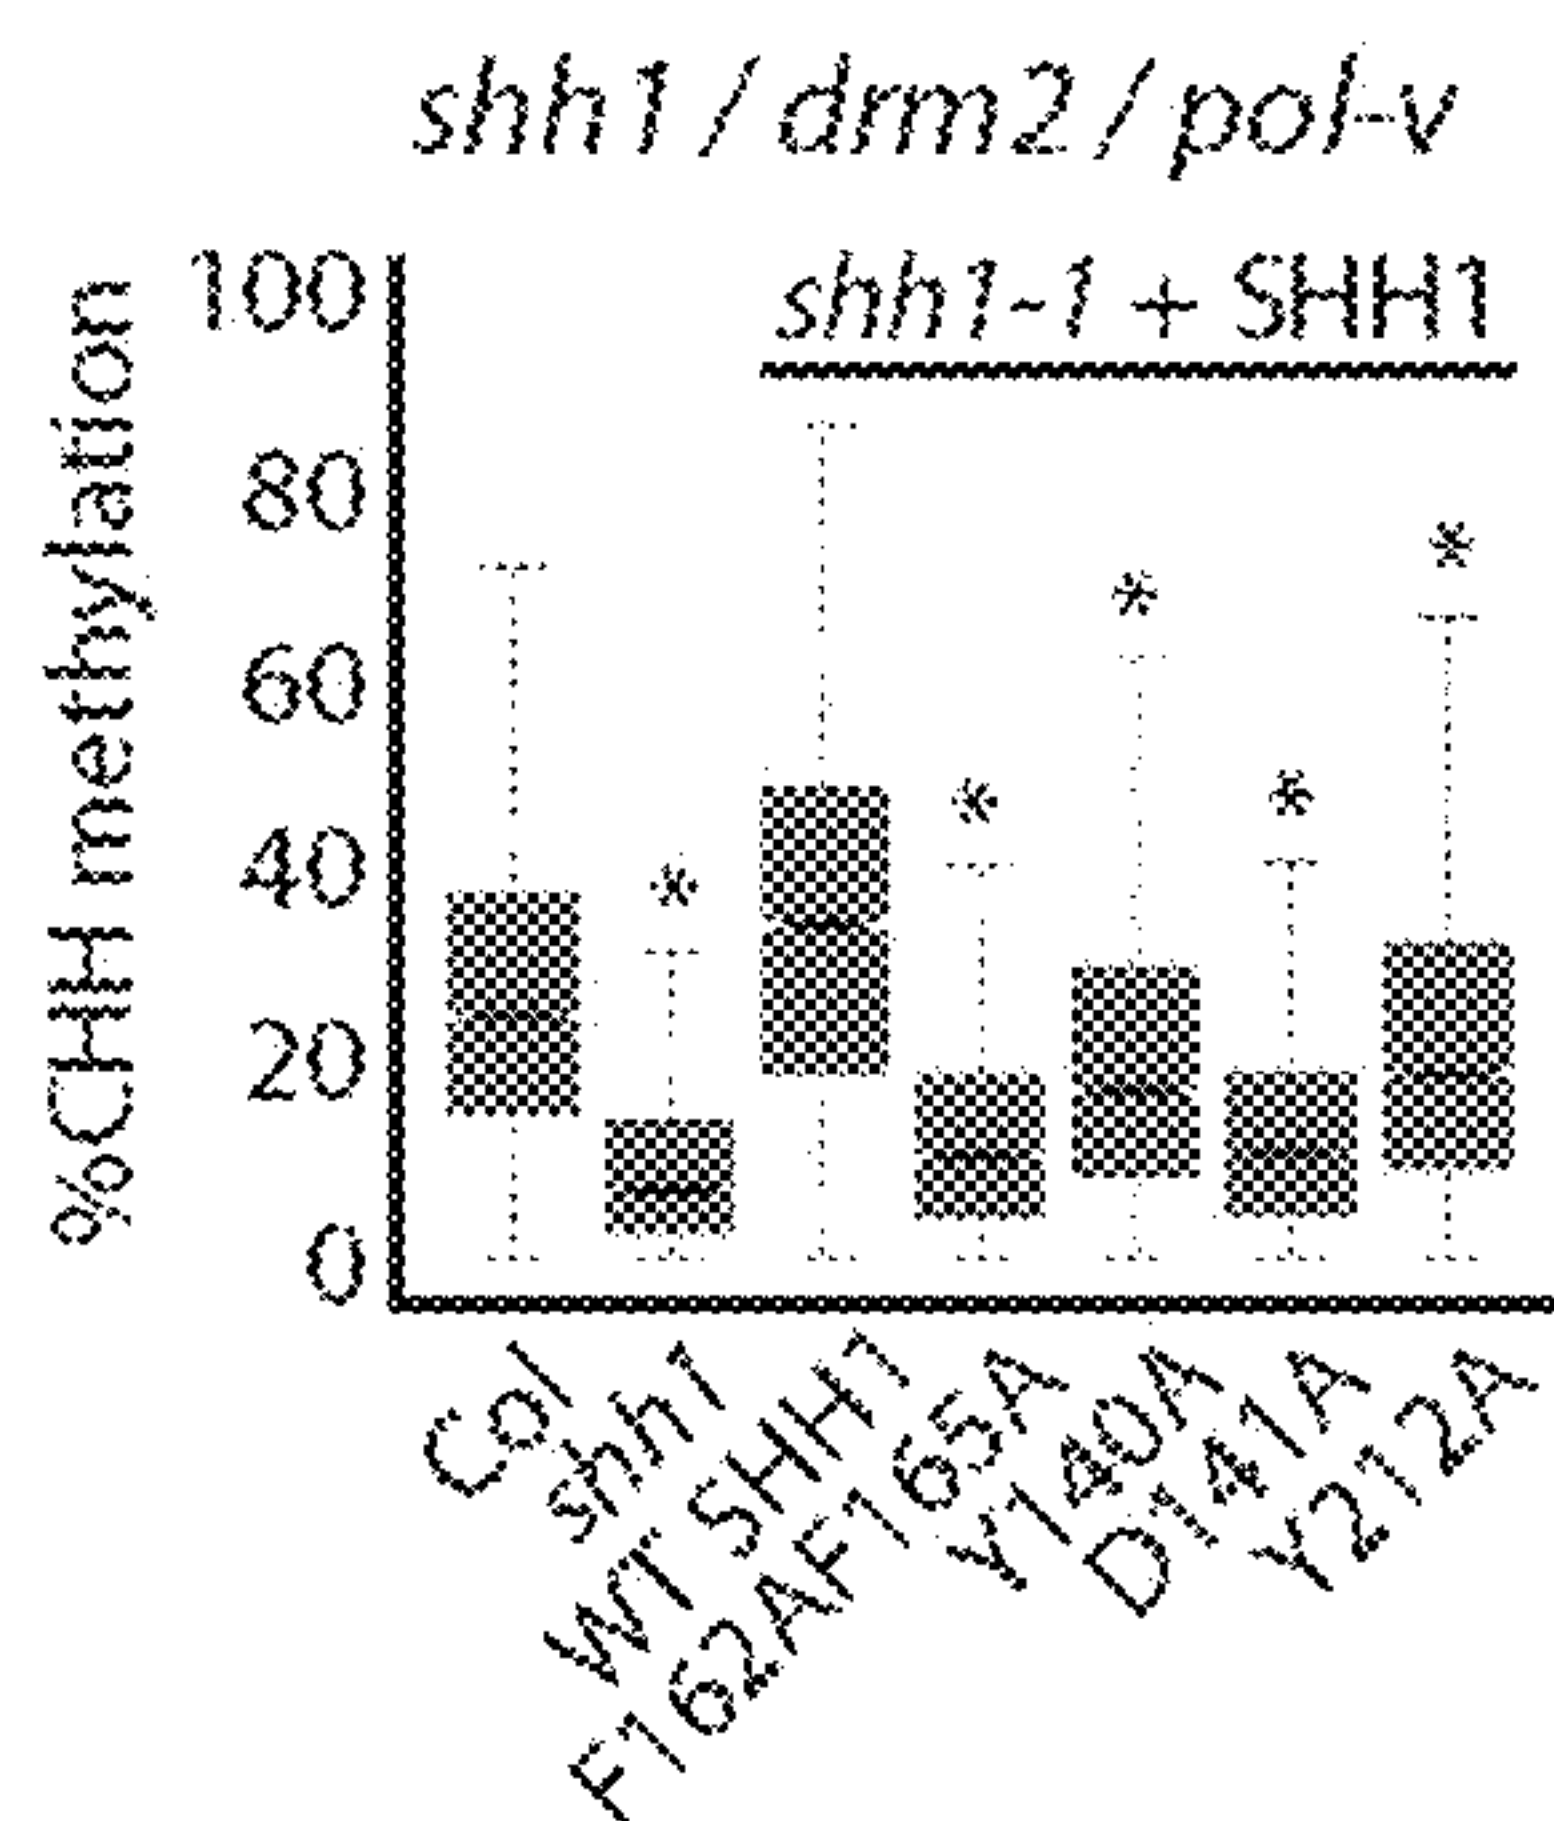 shh1 / drm2 / pol-v
shh1-1 + SHH1
%CHH methylation
100
80
60
40
20
0
*
*
*
*
*
Col
shh1
WT SHH1
F162AF165A
Y140A
D141A
Y212A